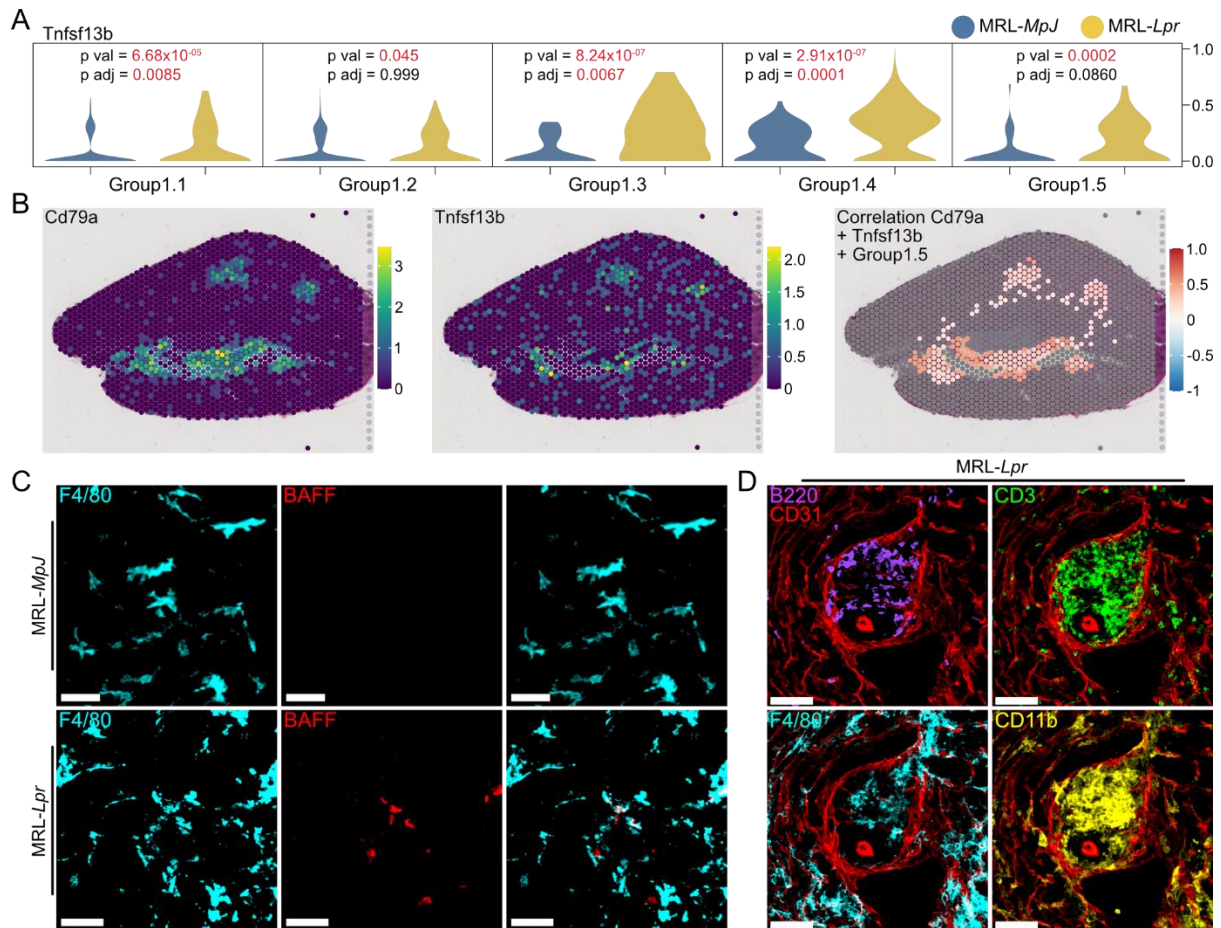 A
Tnfsf13b
MRL-MpJ
MRL-Lpr
p val = 6.68x10⁻⁰⁵
p adj = 0.0085
p val = 0.045
p adj = 0.999
p val = 8.24x10⁻⁰⁷
p adj = 0.0067
p val = 2.91x10⁻⁰⁷
p adj = 0.0001
p val = 0.0002
p adj = 0.0860
1.0
0.5
0.0
Group1.1
Group1.2
Group1.3
Group1.4
Group1.5
B
Cd79a
3
2
1
0
Tnfsf13b
2.0
1.5
1.0
0.5
0.0
Correlation Cd79a
+ Tnfsf13b
+ Group1.5
1.0
0.5
0
-0.5
-1
C
F4/80
BAFF
MRL-MpJ
F4/80
BAFF
MRL-Lpr
D
MRL-Lpr
B220
CD31
CD3
F4/80
CD11b